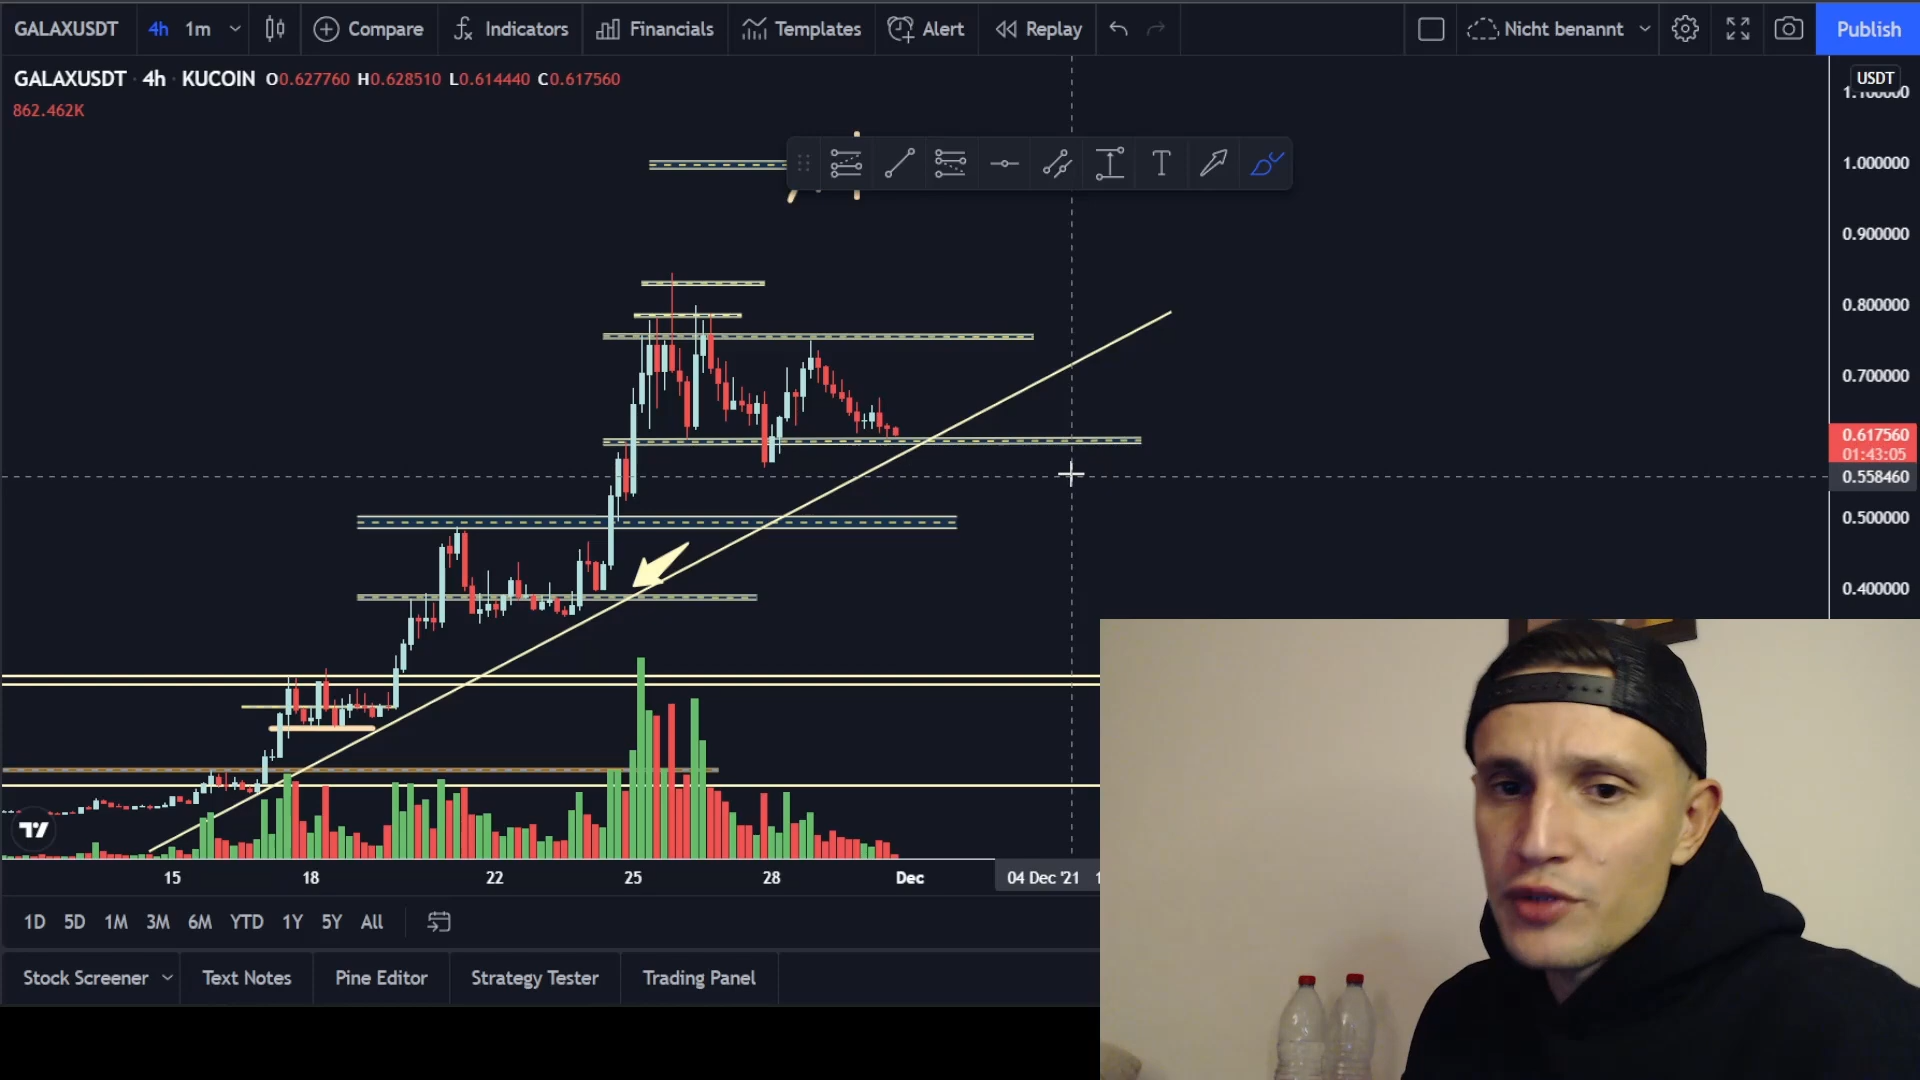 GALAXUSDT 4h 1m Compare Indicators Financials Templates Alert Replay Nicht benannt Publish
GALAXUSDT · 4h · KUCOIN O0.627760 H0.628510 L0.614440 C0.617560
862.462K
USDT
1.000000
0.900000
0.800000
0.700000
0.617560
01:43:05
0.558460
0.500000
0.400000
15 18 22 25 28 Dec 04 Dec '21
1D 5D 1M 3M 6M YTD 1Y 5Y All
Stock Screener Text Notes Pine Editor Strategy Tester Trading Panel